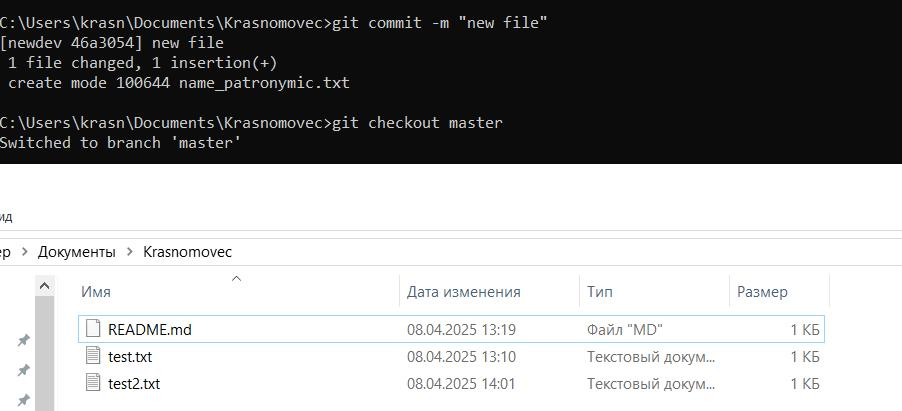 C:\Users\krasn\Documents\Krasnomovec>git commit -m "new file"
[newdev 46a3054] new file
1 file changed, 1 insertion(+)
create mode 100644 name_patronymic.txt
C:\Users\krasn\Documents\Krasnomovec>git checkout master
Switched to branch 'master'
ид
ер > Документы > Krasnomovec
Имя Дата изменения Тип Размер
README.md 08.04.2025 13:19 Файл "MD" 1 КБ
test.txt 08.04.2025 13:10 Текстовый докум... 1 КБ
test2.txt 08.04.2025 14:01 Текстовый докум... 1 КБ